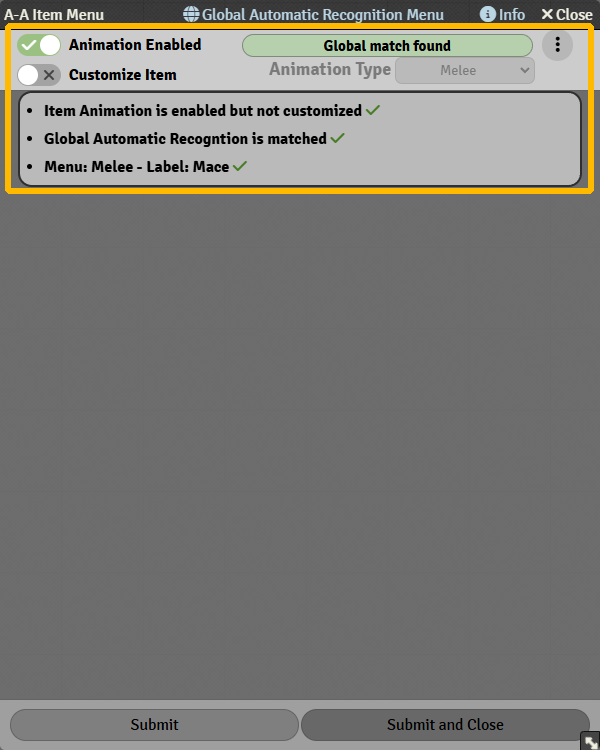 A-A Item Menu Global Automatic Recognition Menu Info Close
Animation Enabled Global match found
Customize Item Animation Type Melee
• Item Animation is enabled but not customized
• Global Automatic Recogntion is matched
• Menu: Melee - Label: Mace
Submit Submit and Close